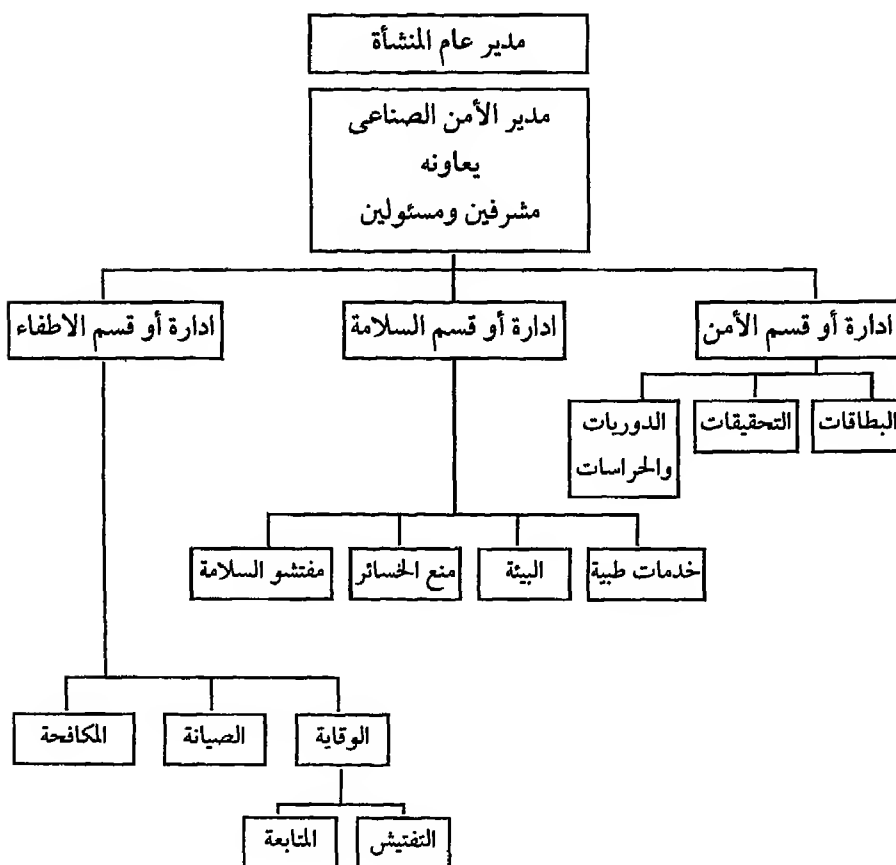 مدير عام المنشأة
مدير الأمن الصناعى
يعاونه
مشرفين ومسئولين
ادارة أو قسم الأمن
ادارة أو قسم السلامة
ادارة أو قسم الاطفاء
البطاقات
التحقيقات
الدوريات
والحراسات
خدمات طبية
البيئة
منع الخسائر
مفتشو السلامة
الوقاية
الصيانة
المكافحة
التفتيش
المتابعة